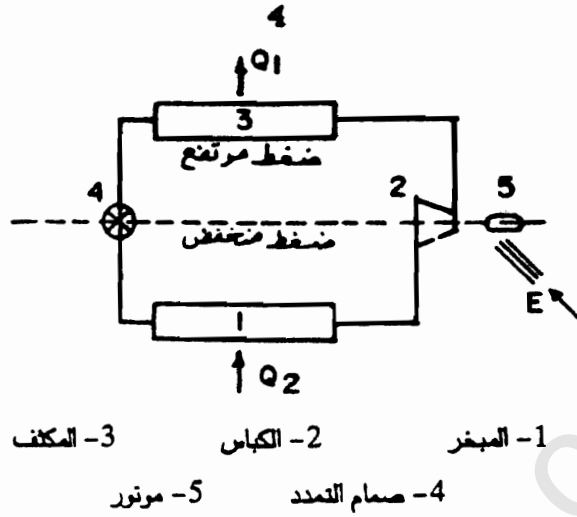 4
Q1
3
ضغط مرتفع
4
2
5
ضغط منخفض
E
1
Q2
1- المبخر 2- الكباس 3- المكثف
4- صمام التمدد 5- موتور